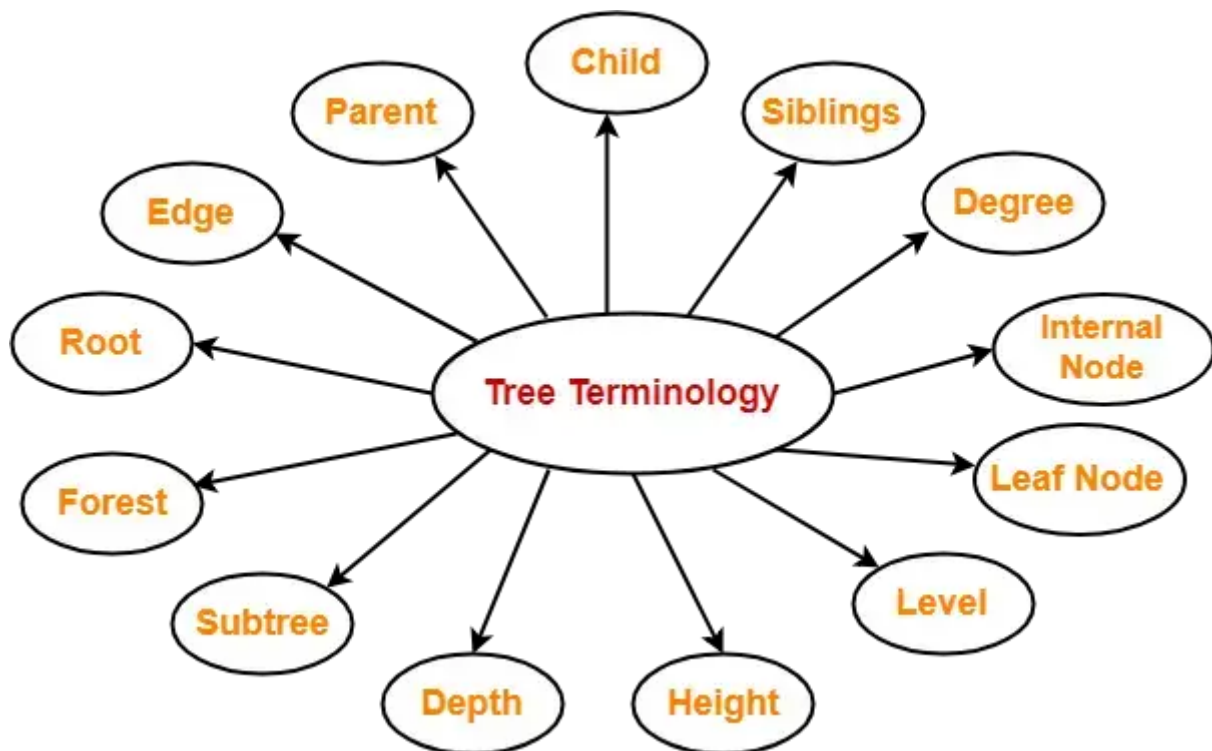 Child
Parent
Siblings
Edge
Degree
Root
Internal
Node
Tree Terminology
Forest
Leaf Node
Subtree
Level
Depth
Height